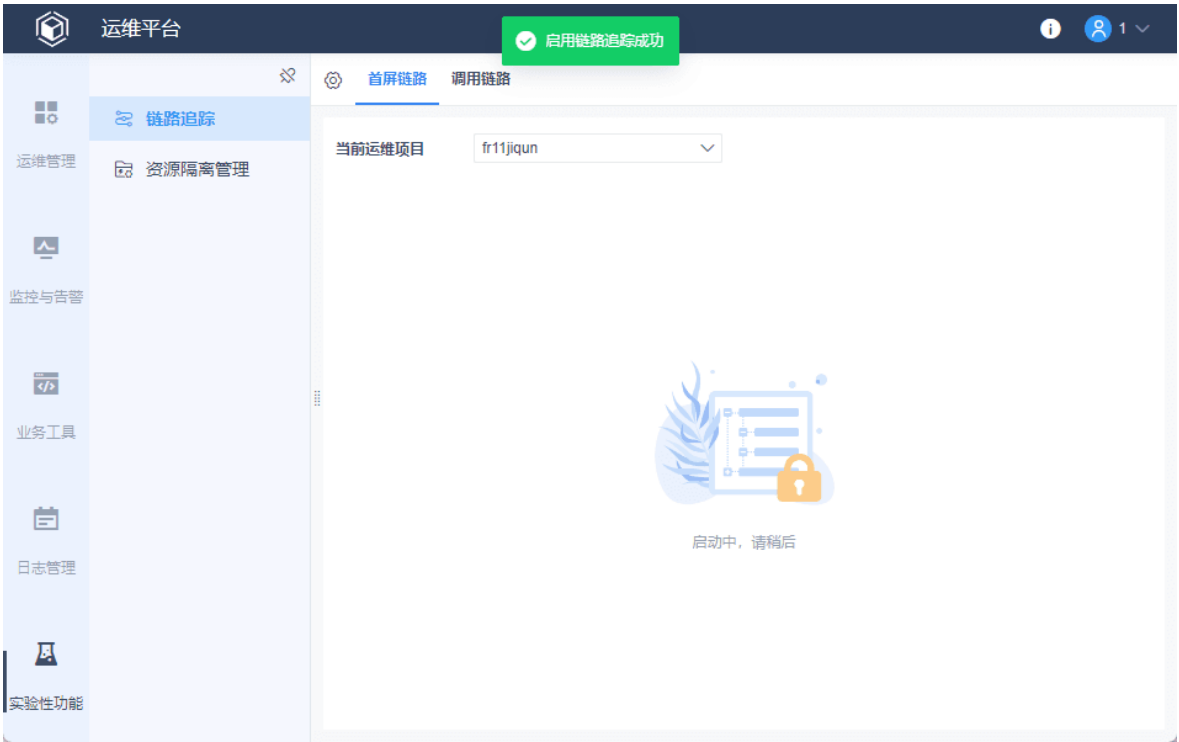 运维平台
启用链路追踪成功
1
运维管理
监控与告警
业务工具
日志管理
实验性功能
链路追踪
资源隔离管理
首屏链路 调用链路
当前运维项目 fr11jiqun
启动中，请稍后